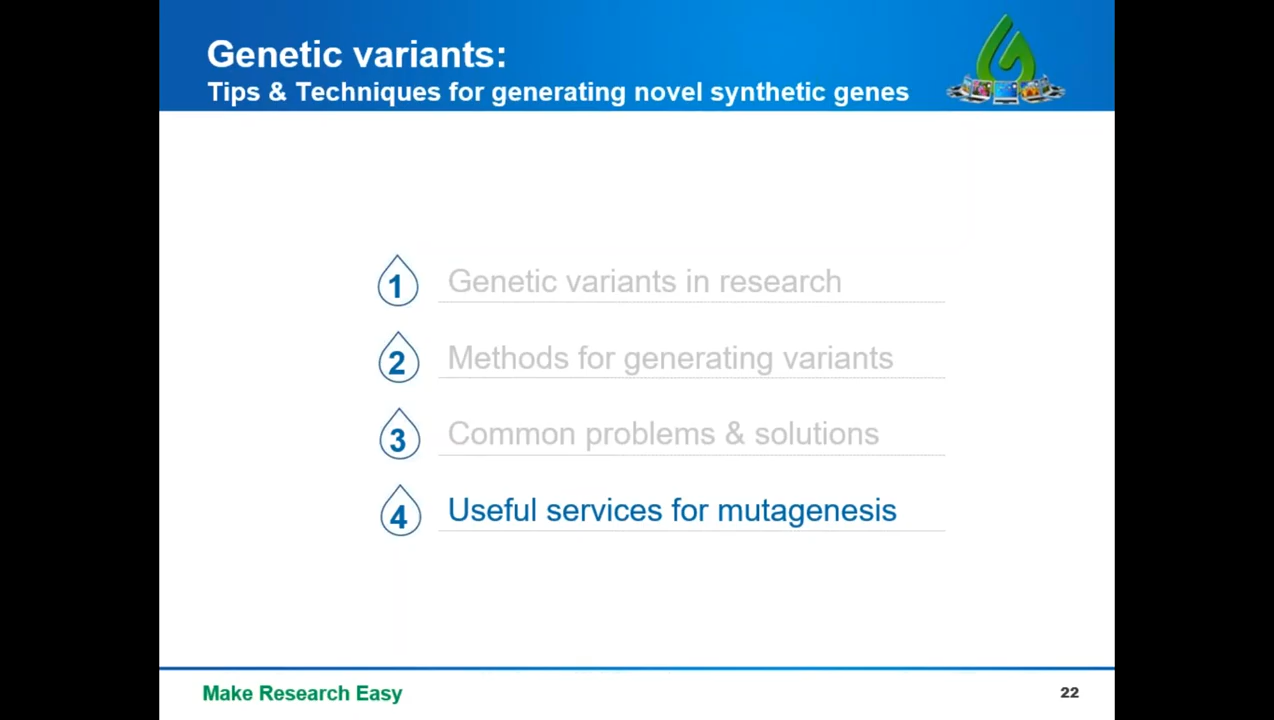 Genetic variants:
Tips & Techniques for generating novel synthetic genes
1 Genetic variants in research
2 Methods for generating variants
3 Common problems & solutions
4 Useful services for mutagenesis
Make Research Easy
22